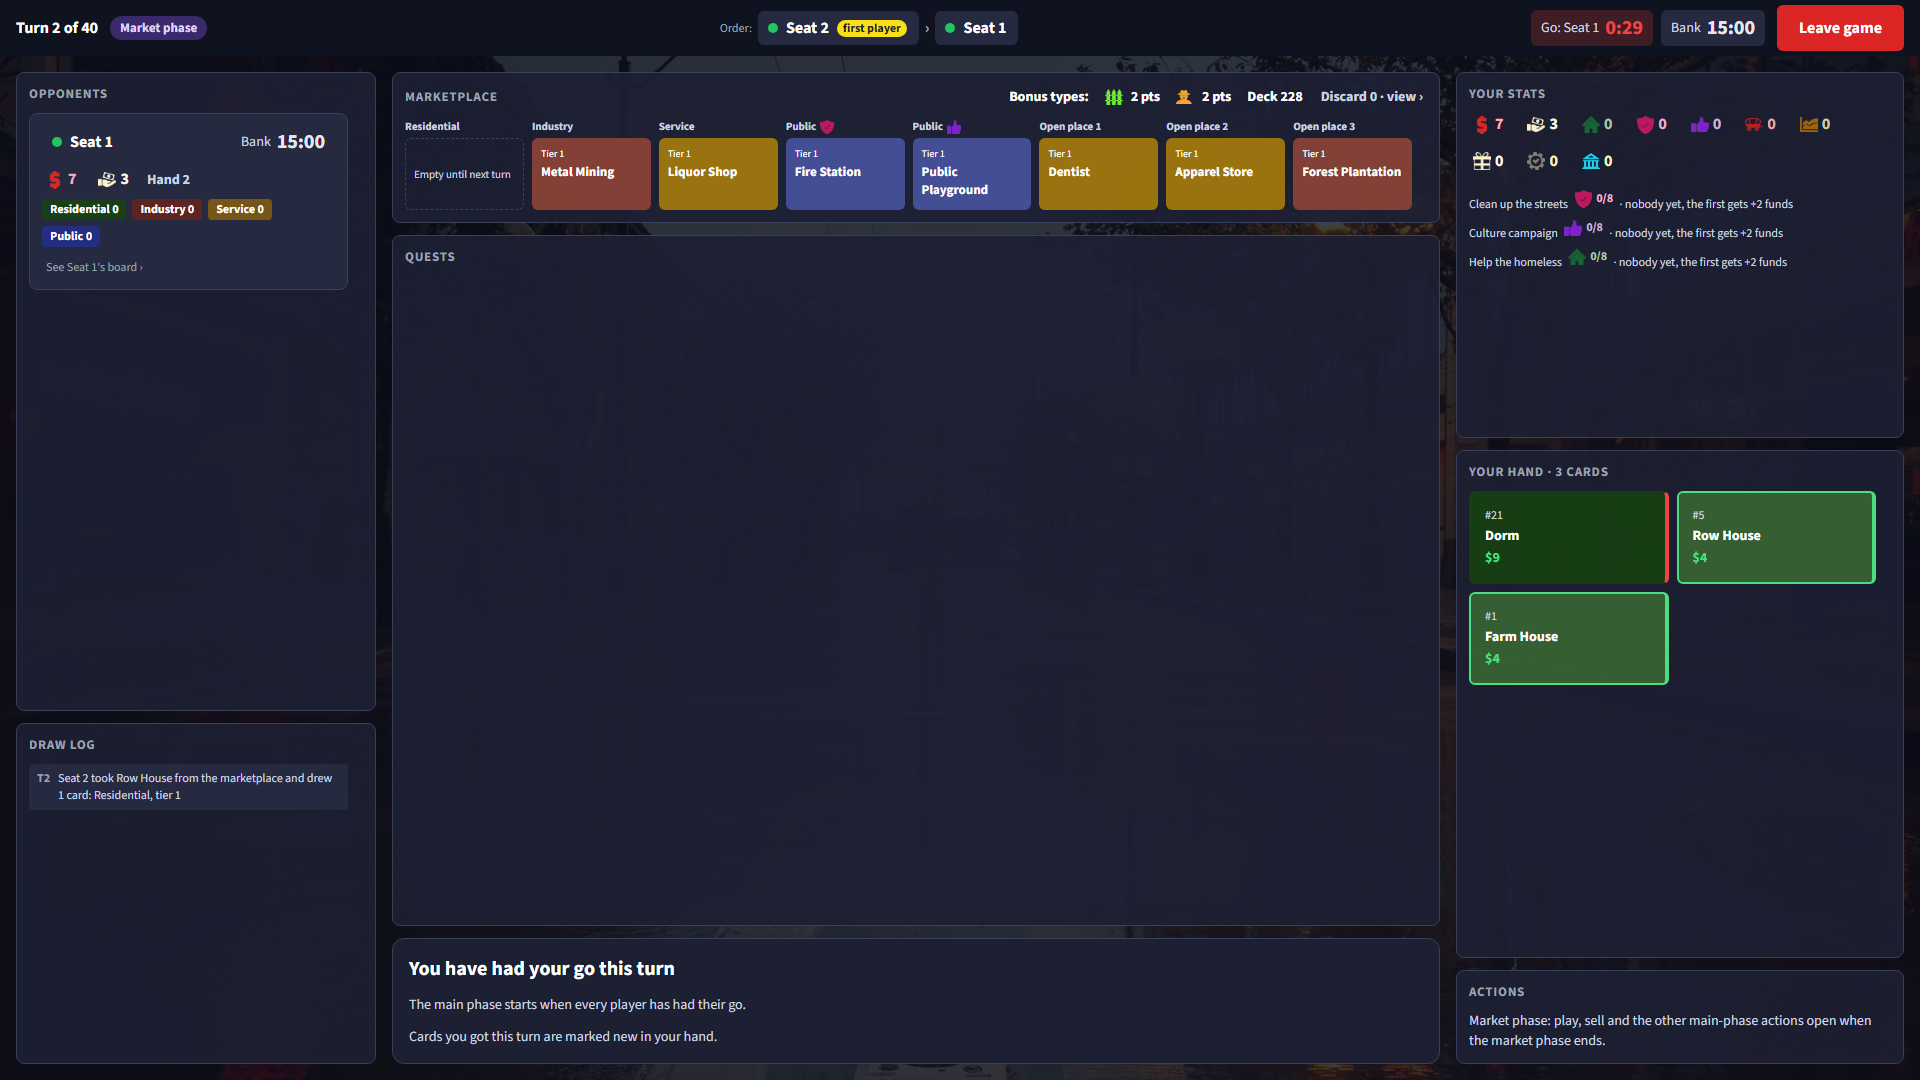 Turn 2 of 40
Market phase
Order:
Seat 2 first player › Seat 1
Go: Seat 1 0:29
Bank 15:00
Leave game
OPPONENTS
Seat 1
Bank 15:00
7 3 Hand 2
Residential 0 Industry 0 Service 0
Public 0
See Seat 1's board ›
DRAW LOG
T2 Seat 2 took Row House from the marketplace and drew
1 card: Residential, tier 1
MARKETPLACE
Bonus types: 2 pts 2 pts Deck 228 Discard 0 · view ›
Residential
Empty until next turn
Industry
Tier 1
Metal Mining
Service
Tier 1
Liquor Shop
Public
Tier 1
Fire Station
Public
Tier 1
Public
Playground
Open place 1
Tier 1
Dentist
Open place 2
Tier 1
Apparel Store
Open place 3
Tier 1
Forest Plantation
QUESTS
You have had your go this turn
The main phase starts when every player has had their go.
Cards you got this turn are marked new in your hand.
YOUR STATS
7 3 0 0 0 0 0
0 0 0
Clean up the streets 0/8 · nobody yet, the first gets +2 funds
Culture campaign 0/8 · nobody yet, the first gets +2 funds
Help the homeless 0/8 · nobody yet, the first gets +2 funds
YOUR HAND · 3 CARDS
#21
Dorm
$9
#5
Row House
$4
#1
Farm House
$4
ACTIONS
Market phase: play, sell and the other main-phase actions open when
the market phase ends.